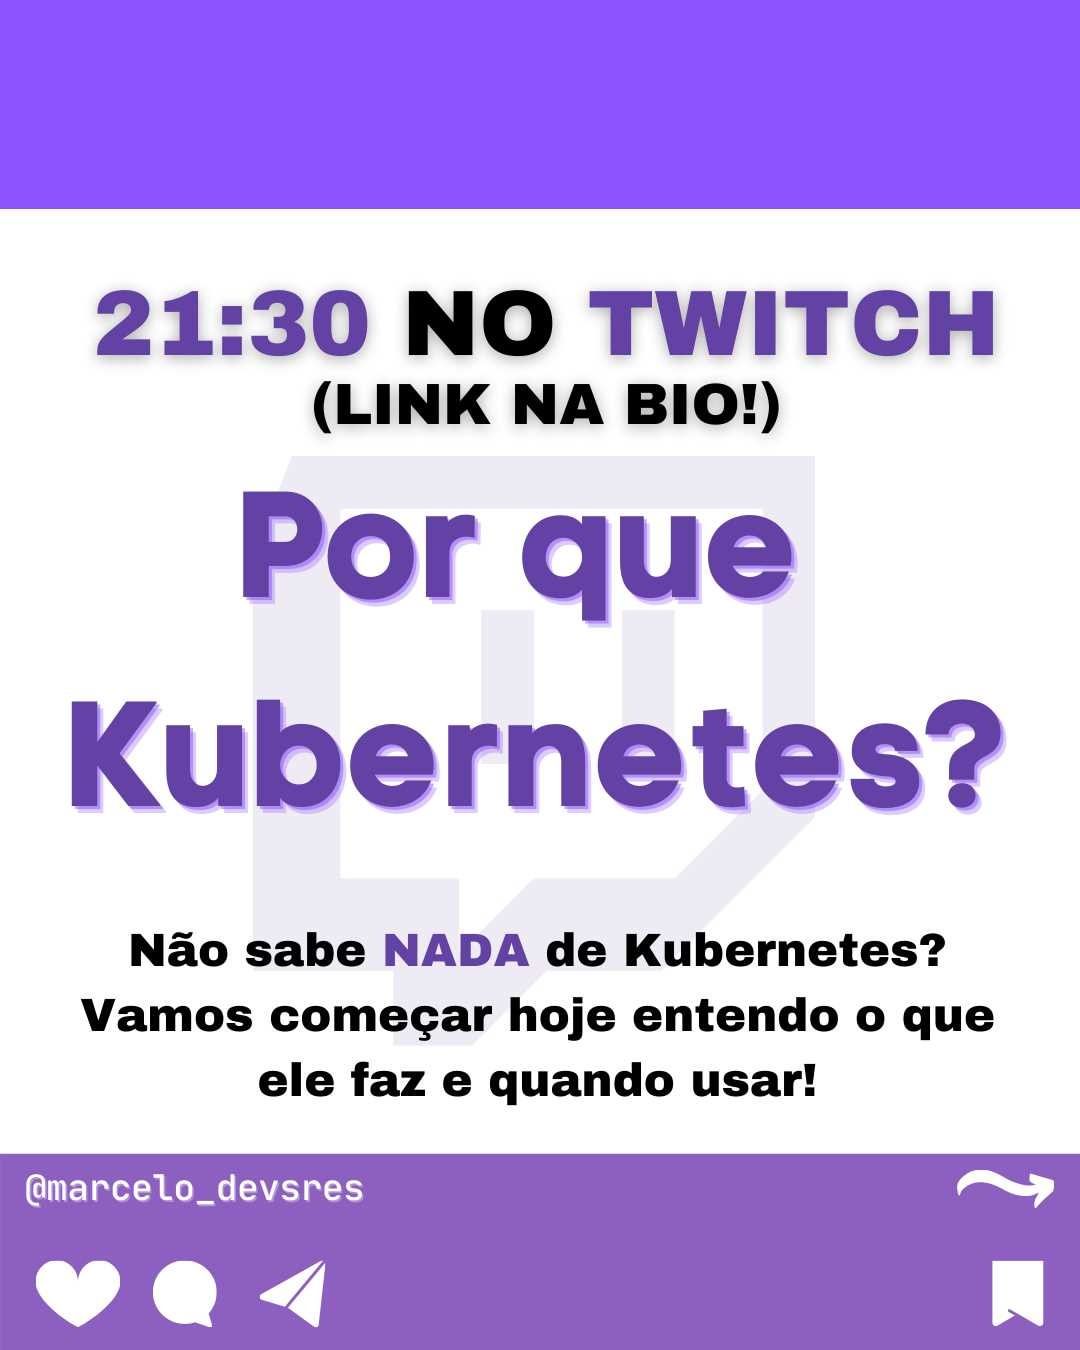 21:30 NO TWITCH
(LINK NA BIO!)
Por que
Kubernetes?
Não sabe NADA de Kubernetes?
Vamos começar hoje entendo o que
ele faz e quando usar!
@marcelo_devsres